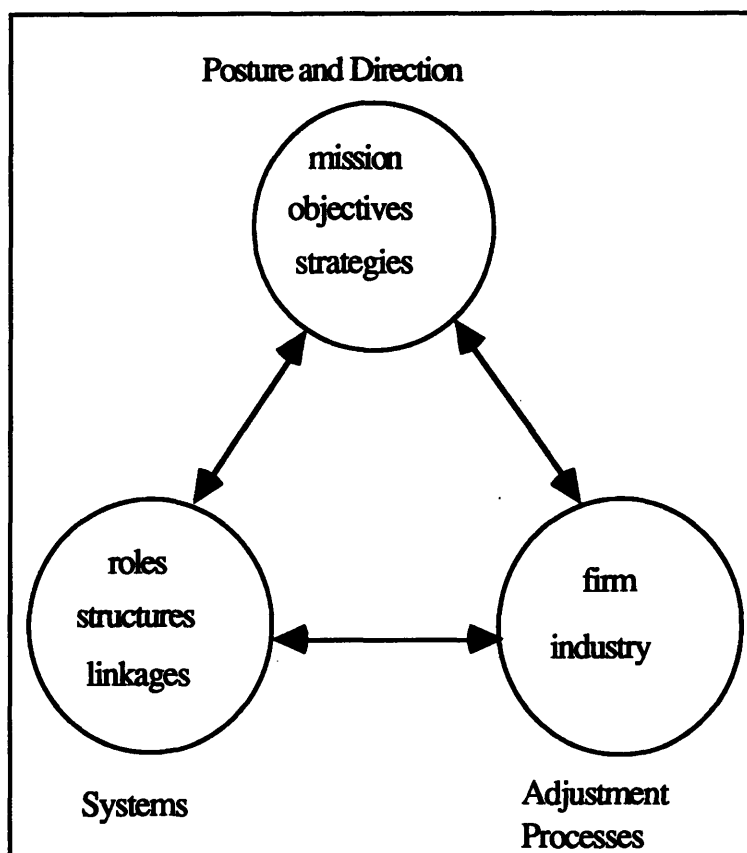 Posture and Direction
mission
objectives
strategies
roles
structures
linkages
firm
industry
Systems
Adjustment
Processes